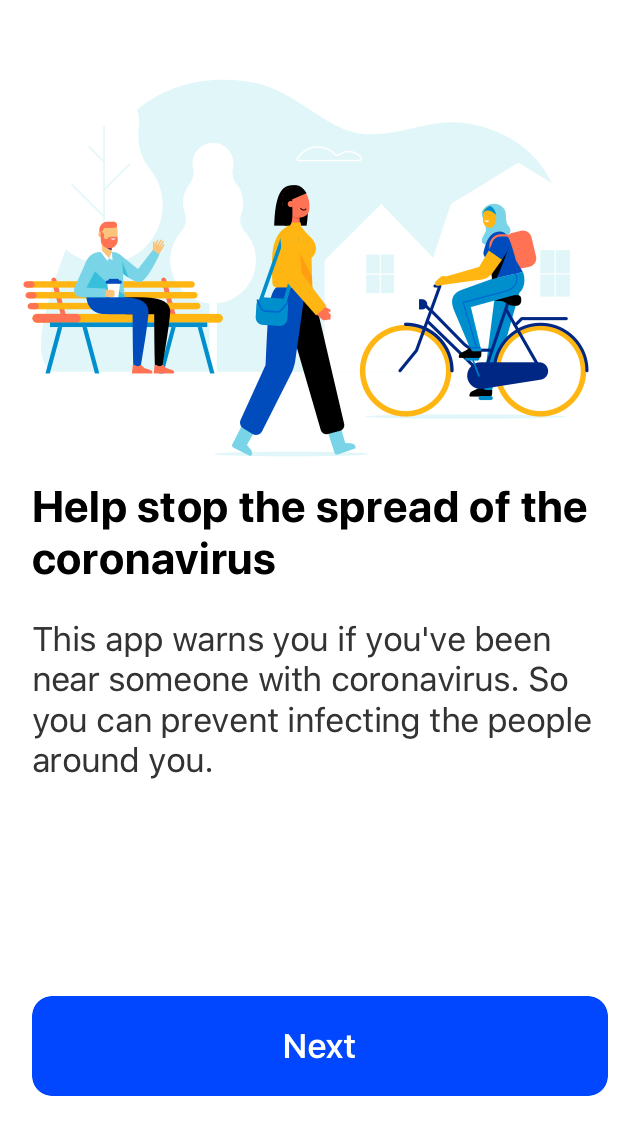 Help stop the spread of the
coronavirus
This app warns you if you've been
near someone with coronavirus. So
you can prevent infecting the people
around you.
Next